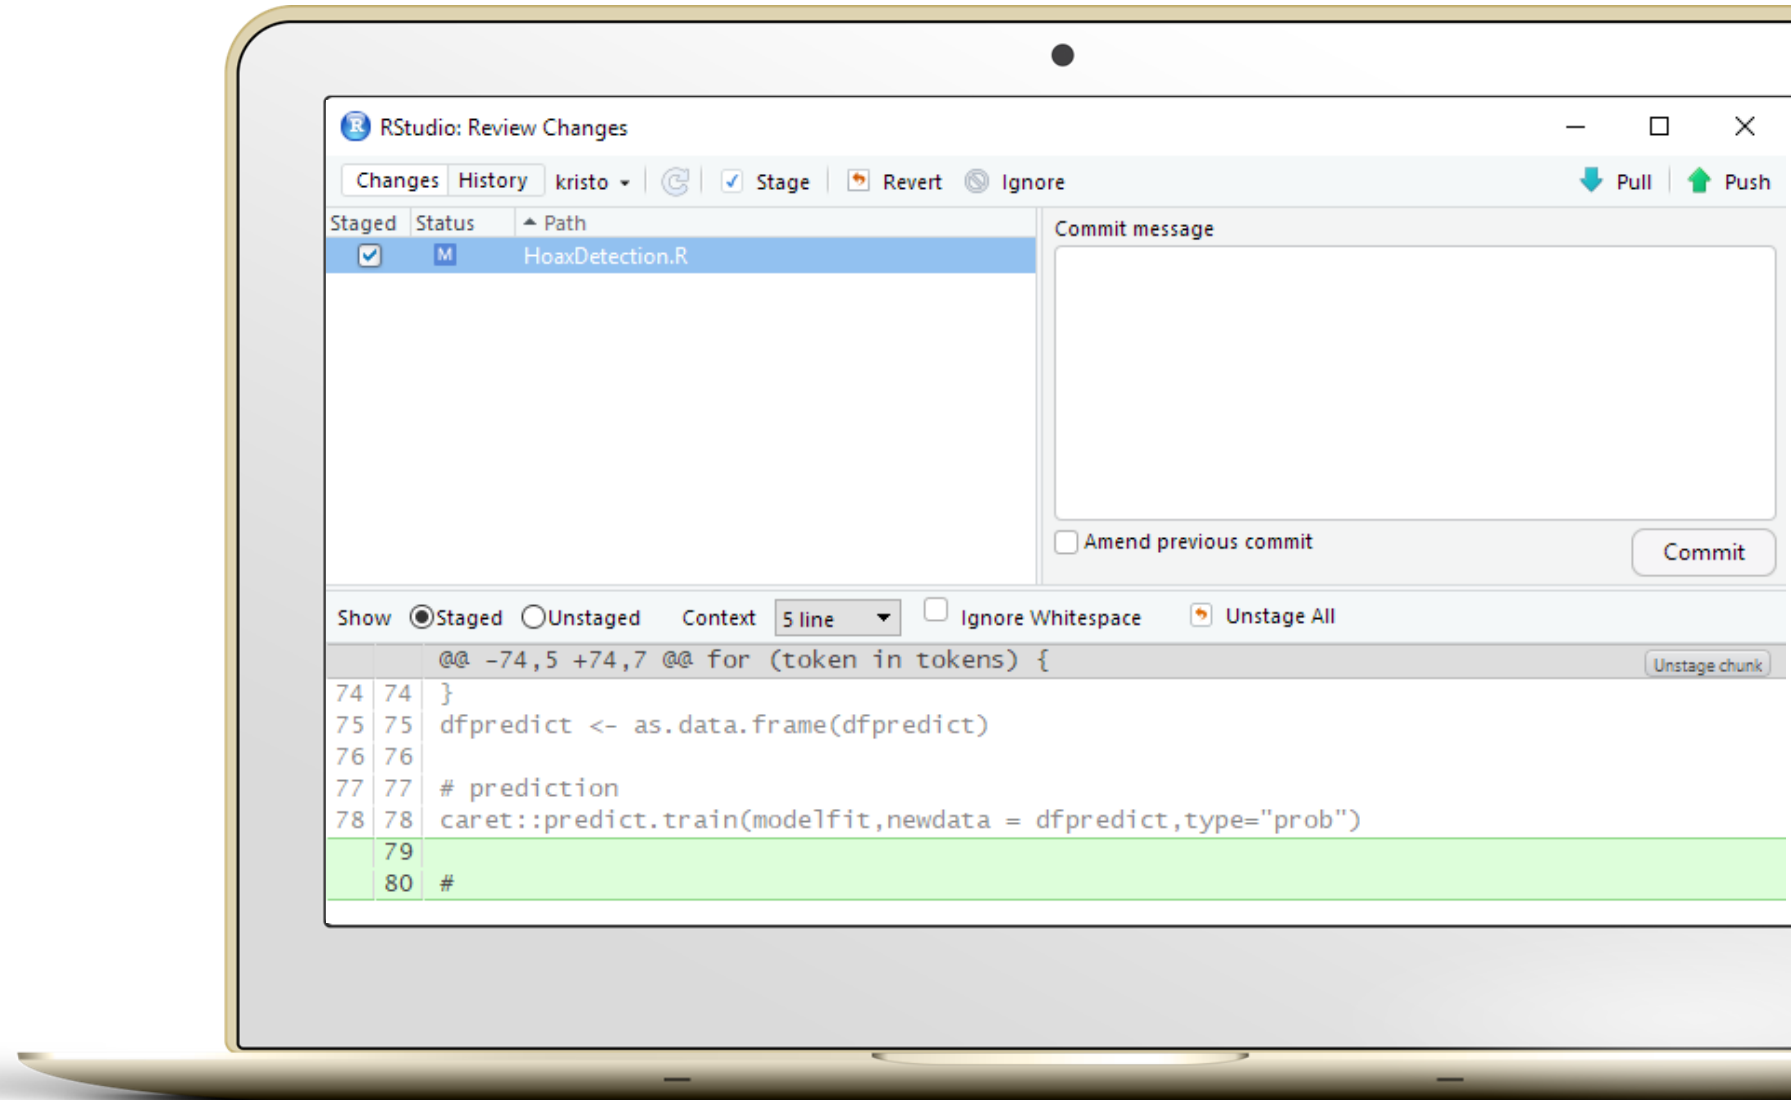 RStudio: Review Changes
Changes History kristo Stage Revert Ignore Pull Push
Staged Status Path
M HoaxDetection.R
Commit message
Amend previous commit
Commit
Show Staged Unstaged Context 5 line Ignore Whitespace Unstage All
@@ -74,5 +74,7 @@ for (token in tokens) {
Unstage chunk
74 74 }
75 75 dfpredict <- as.data.frame(dfpredict)
76 76
77 77 # prediction
78 78 caret::predict.train(modelfit,newdata = dfpredict,type="prob")
79
80 #